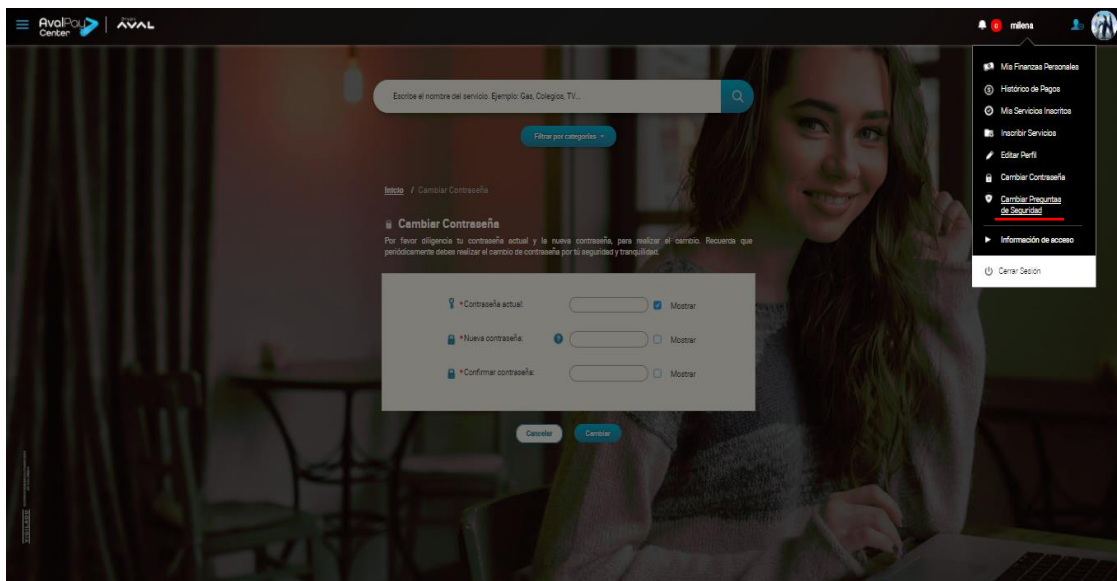 AvalPay
Center
Grupo
AVAL
0
milena
Mis Finanzas Personales
Histórico de Pagos
Mis Servicios Inscritos
Inscribir Servicios
Editar Perfil
Cambiar Contraseña
Cambiar Preguntas
de Seguridad
Información de acceso
Cerrar Sesión
Escribe el nombre del servicio. Ejemplo: Gas, Colegios, TV...
Filtrar por categorías
Inicio / Cambiar Contraseña
Cambiar Contraseña
Por favor diligencia tu contraseña actual y la nueva contraseña, para realizar el cambio. Recuerda que
periódicamente debes realizar el cambio de contraseña por tú seguridad y tranquilidad.
* Contraseña actual: Mostrar
* Nueva contraseña: ? Mostrar
* Confirmar contraseña: Mostrar
Cancelar Cambiar
VIGILADO